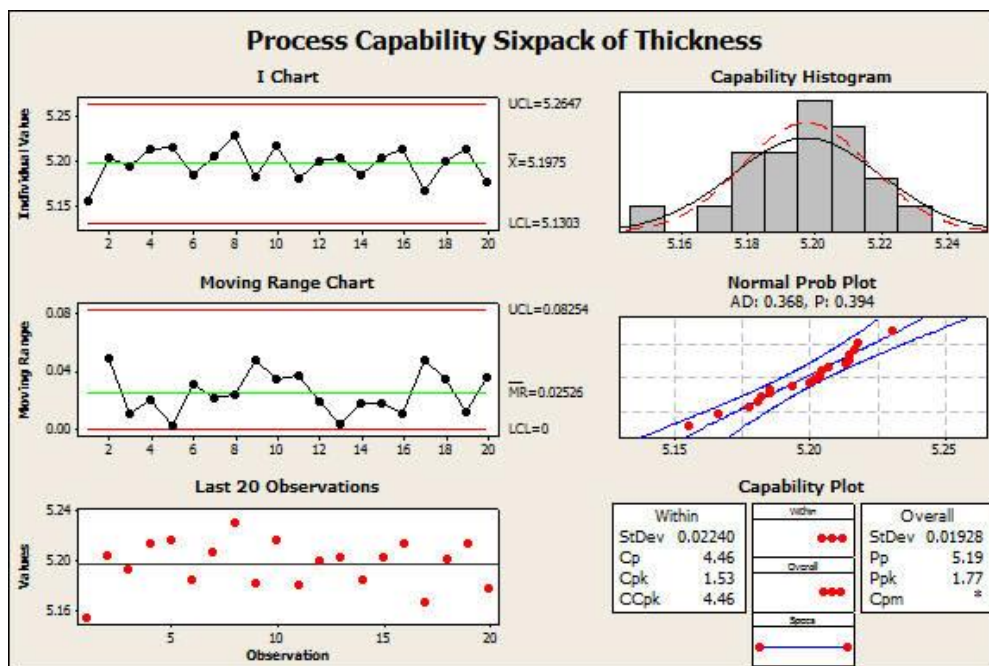 Process Capability Sixpack of Thickness
I Chart
Individual Value
5.25
5.20
5.15
UCL=5.2647
X=5.1975
LCL=5.1303
2 4 6 8 10 12 14 16 18 20
Capability Histogram
5.16 5.18 5.20 5.22 5.24
Moving Range Chart
Moving Range
0.08
0.04
0.00
UCL=0.08254
MR=0.02526
LCL=0
2 4 6 8 10 12 14 16 18 20
Normal Prob Plot
AD: 0.368, P: 0.394
5.15 5.20 5.25
Last 20 Observations
Values
5.24
5.20
5.16
5 10 15 20
Observation
Capability Plot
Within
StDev 0.02240
Cp 4.46
Cpk 1.53
CCpk 4.46
Within
Overall
Specs
Overall
StDev 0.01928
Pp 5.19
Ppk 1.77
Cpm *